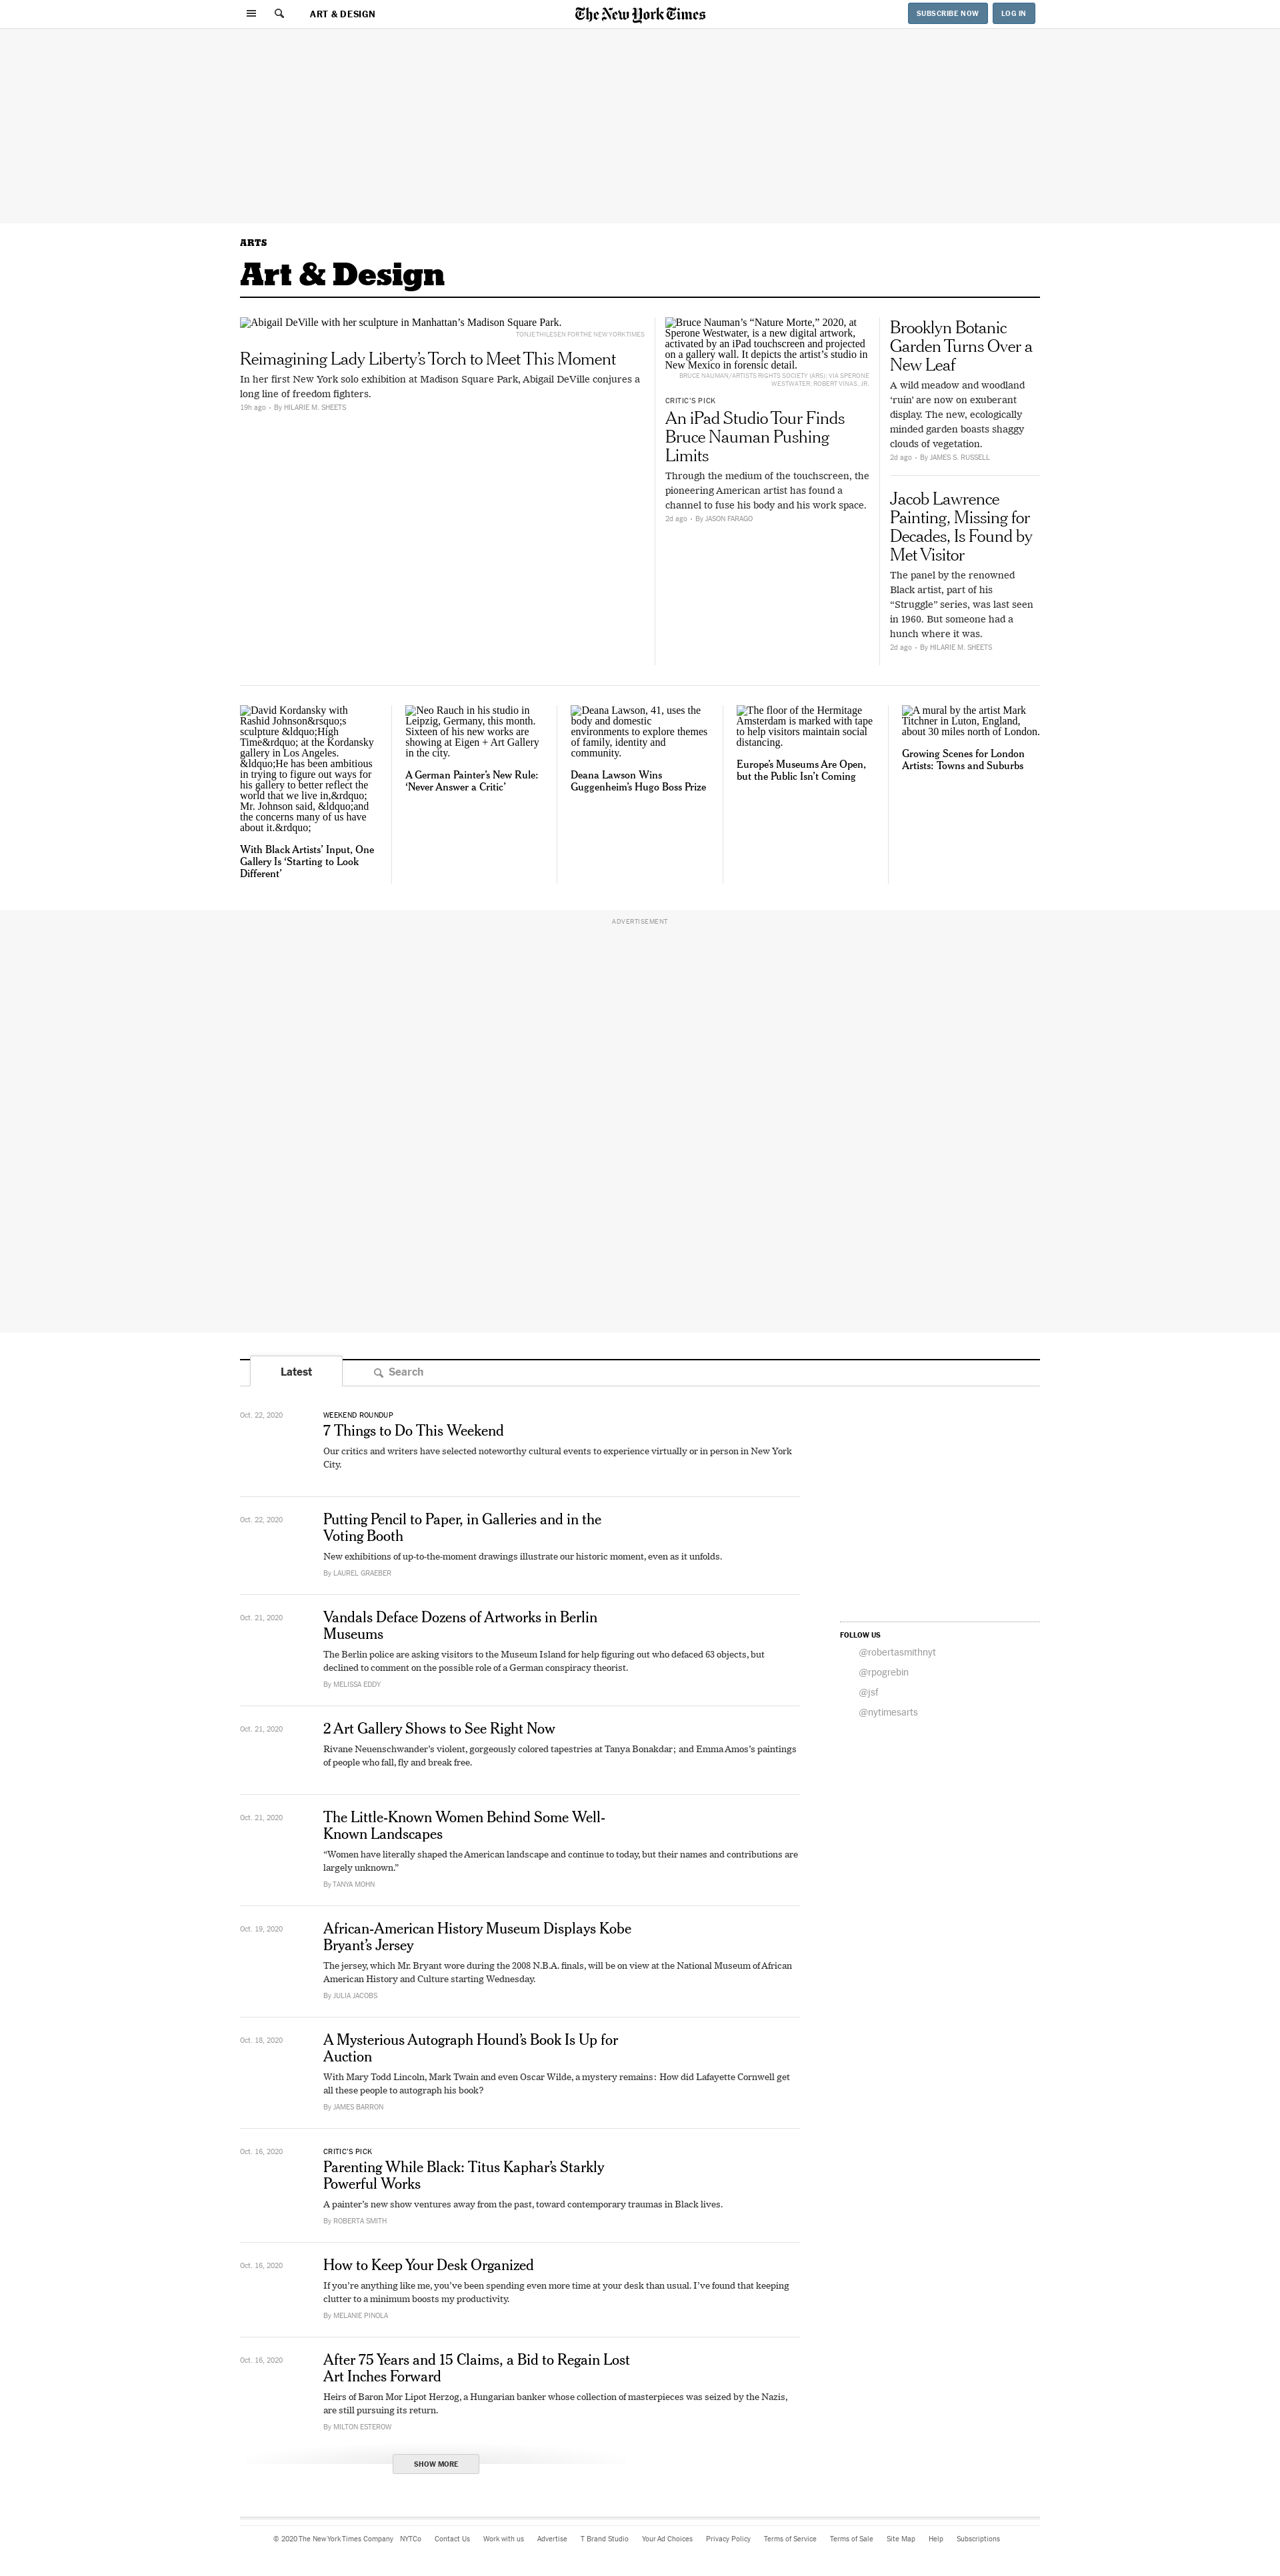 ART & DESIGN
The New York Times
SUBSCRIBE NOW
LOG IN
ARTS
Art & Design
Abigail DeVille with her sculpture in Manhattan’s Madison Square Park.
TONJE THILESEN FOR THE NEW YORK TIMES
Reimagining Lady Liberty’s Torch to Meet This Moment
In her first New York solo exhibition at Madison Square Park, Abigail DeVille conjures a
long line of freedom fighters.
19h ago • By HILARIE M. SHEETS
Bruce Nauman’s “Nature Morte,” 2020, at
Sperone Westwater, is a new digital artwork,
activated by an iPad touchscreen and projected
on a gallery wall. It depicts the artist’s studio in
New Mexico in forensic detail.
BRUCE NAUMAN/ARTISTS RIGHTS SOCIETY (ARS); VIA SPERONE
WESTWATER; ROBERT VINAS, JR.
CRITIC’S PICK
An iPad Studio Tour Finds
Bruce Nauman Pushing
Limits
Through the medium of the touchscreen, the
pioneering American artist has found a
channel to fuse his body and his work space.
2d ago • By JASON FARAGO
Brooklyn Botanic
Garden Turns Over a
New Leaf
A wild meadow and woodland
‘ruin’ are now on exuberant
display. The new, ecologically
minded garden boasts shaggy
clouds of vegetation.
2d ago • By JAMES S. RUSSELL
Jacob Lawrence
Painting, Missing for
Decades, Is Found by
Met Visitor
The panel by the renowned
Black artist, part of his
“Struggle” series, was last seen
in 1960. But someone had a
hunch where it was.
2d ago • By HILARIE M. SHEETS
David Kordansky with
Rashid Johnson&rsquo;s
sculpture &ldquo;High
Time&rdquo; at the Kordansky
gallery in Los Angeles.
&ldquo;He has been ambitious
in trying to figure out ways for
his gallery to better reflect the
world that we live in,&rdquo;
Mr. Johnson said, &ldquo;and
the concerns many of us have
about it.&rdquo;
With Black Artists’ Input, One
Gallery Is ‘Starting to Look
Different’
Neo Rauch in his studio in
Leipzig, Germany, this month.
Sixteen of his new works are
showing at Eigen + Art Gallery
in the city.
A German Painter’s New Rule:
‘Never Answer a Critic’
Deana Lawson, 41, uses the
body and domestic
environments to explore themes
of family, identity and
community.
Deana Lawson Wins
Guggenheim’s Hugo Boss Prize
The floor of the Hermitage
Amsterdam is marked with tape
to help visitors maintain social
distancing.
Europe’s Museums Are Open,
but the Public Isn’t Coming
A mural by the artist Mark
Titchner in Luton, England,
about 30 miles north of London.
Growing Scenes for London
Artists: Towns and Suburbs
ADVERTISEMENT
Latest
Search
Oct. 22, 2020
WEEKEND ROUNDUP
7 Things to Do This Weekend
Our critics and writers have selected noteworthy cultural events to experience virtually or in person in New York
City.
Oct. 22, 2020
Putting Pencil to Paper, in Galleries and in the
Voting Booth
New exhibitions of up-to-the-moment drawings illustrate our historic moment, even as it unfolds.
By LAUREL GRAEBER
Oct. 21, 2020
Vandals Deface Dozens of Artworks in Berlin
Museums
The Berlin police are asking visitors to the Museum Island for help figuring out who defaced 63 objects, but
declined to comment on the possible role of a German conspiracy theorist.
By MELISSA EDDY
Oct. 21, 2020
2 Art Gallery Shows to See Right Now
Rivane Neuenschwander’s violent, gorgeously colored tapestries at Tanya Bonakdar; and Emma Amos’s paintings
of people who fall, fly and break free.
Oct. 21, 2020
The Little-Known Women Behind Some Well-
Known Landscapes
“Women have literally shaped the American landscape and continue to today, but their names and contributions are
largely unknown.”
By TANYA MOHN
Oct. 19, 2020
African-American History Museum Displays Kobe
Bryant’s Jersey
The jersey, which Mr. Bryant wore during the 2008 N.B.A. finals, will be on view at the National Museum of African
American History and Culture starting Wednesday.
By JULIA JACOBS
Oct. 18, 2020
A Mysterious Autograph Hound’s Book Is Up for
Auction
With Mary Todd Lincoln, Mark Twain and even Oscar Wilde, a mystery remains: How did Lafayette Cornwell get
all these people to autograph his book?
By JAMES BARRON
Oct. 16, 2020
CRITIC’S PICK
Parenting While Black: Titus Kaphar’s Starkly
Powerful Works
A painter’s new show ventures away from the past, toward contemporary traumas in Black lives.
By ROBERTA SMITH
Oct. 16, 2020
How to Keep Your Desk Organized
If you’re anything like me, you’ve been spending even more time at your desk than usual. I’ve found that keeping
clutter to a minimum boosts my productivity.
By MELANIE PINOLA
Oct. 16, 2020
After 75 Years and 15 Claims, a Bid to Regain Lost
Art Inches Forward
Heirs of Baron Mor Lipot Herzog, a Hungarian banker whose collection of masterpieces was seized by the Nazis,
are still pursuing its return.
By MILTON ESTEROW
SHOW MORE
FOLLOW US
@robertasmithnyt
@rpogrebin
@jsf
@nytimesarts
© 2020 The New York Times Company NYTCo Contact Us Work with us Advertise T Brand Studio Your Ad Choices Privacy Policy Terms of Service Terms of Sale Site Map Help Subscriptions